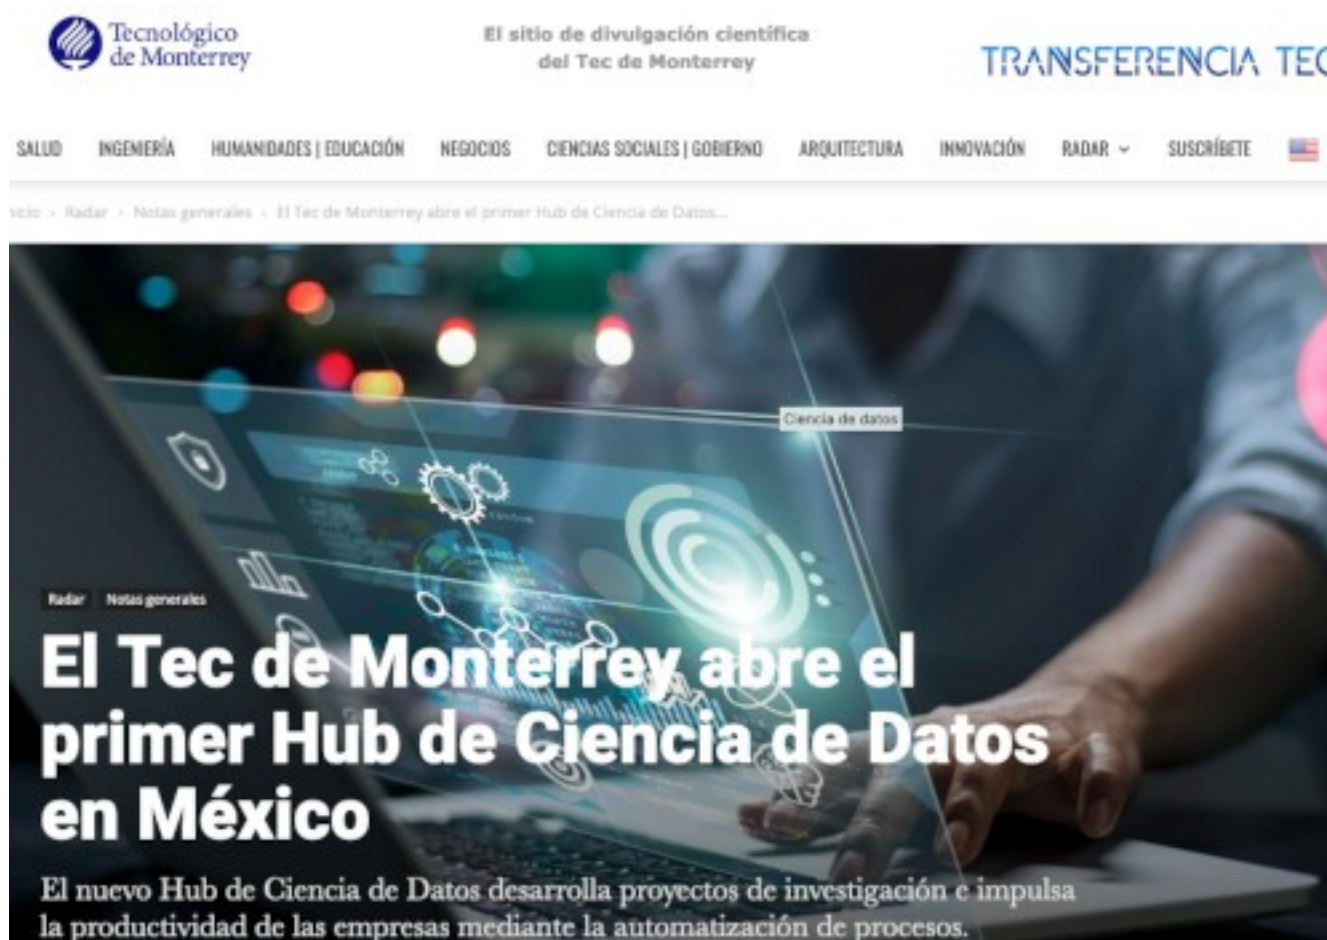 Tecnológico
de Monterrey
El sitio de divulgación científica
del Tec de Monterrey
TRANSFERENCIA TEC
SALUD INGENIERÍA HUMANIDADES | EDUCACIÓN NEGOCIOS CIENCIAS SOCIALES | GOBIERNO ARQUITECTURA INNOVACIÓN RADAR SUSCRÍBETE
icio › Radar › Notas generales › El Tec de Monterrey abre el primer Hub de Ciencia de Datos...
Ciencia de datos
Radar Notas generales
El Tec de Monterrey abre el
primer Hub de Ciencia de Datos
en México
El nuevo Hub de Ciencia de Datos desarrolla proyectos de investigación e impulsa
la productividad de las empresas mediante la automatización de procesos.